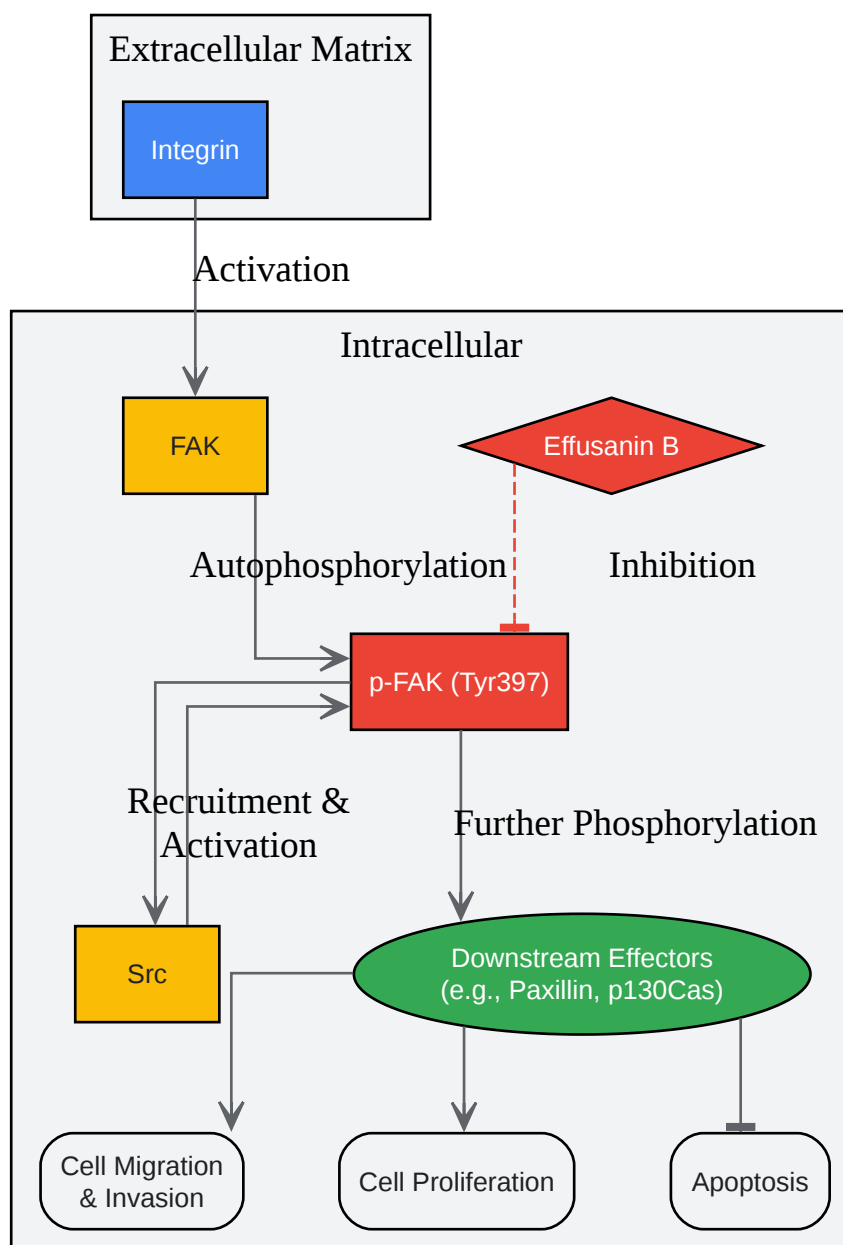 Extracellular Matrix
Integrin
Activation
Intracellular
FAK
Effusanin B
Autophosphorylation
Inhibition
p-FAK (Tyr397)
Recruitment &
Activation
Further Phosphorylation
Src
Downstream Effectors
(e.g., Paxillin, p130Cas)
Cell Migration
& Invasion
Cell Proliferation
Apoptosis